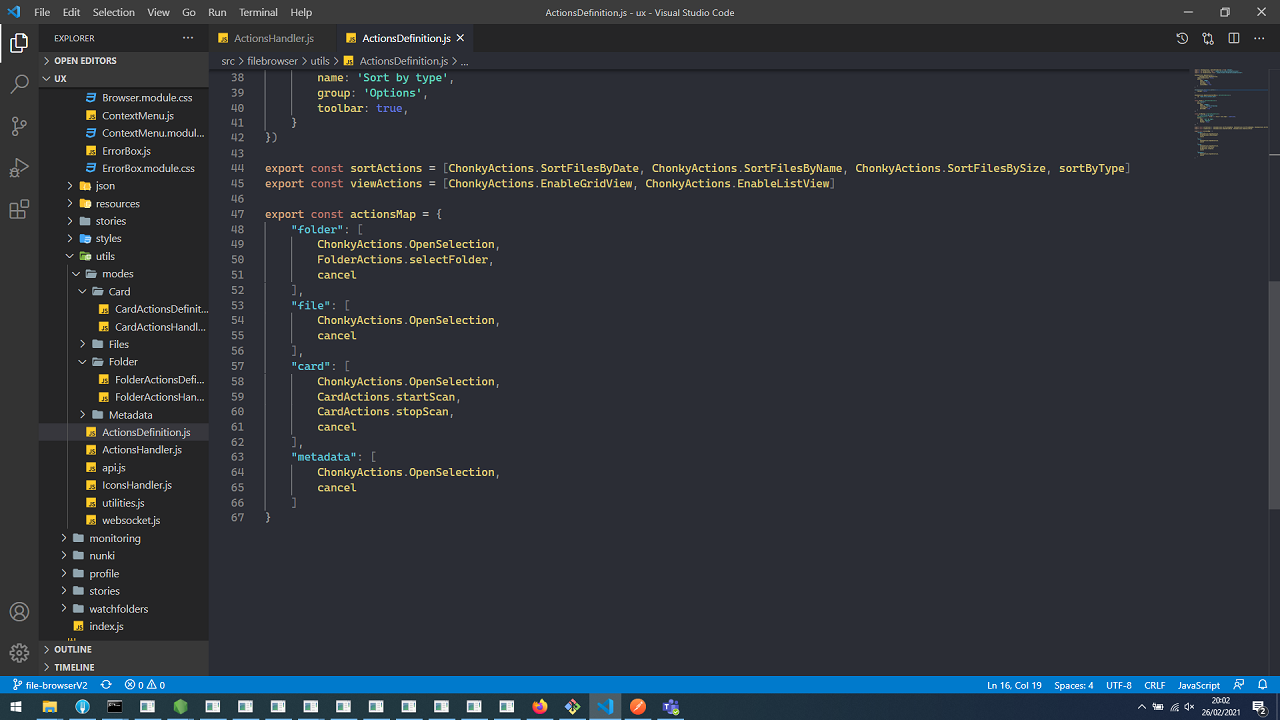 File Edit Selection View Go Run Terminal Help
ActionsDefinition.js - ux - Visual Studio Code
EXPLORER
OPEN EDITORS
UX
Browser.module.css
ContextMenu.js
ContextMenu.modul...
ErrorBox.js
ErrorBox.module.css
json
resources
stories
styles
utils
modes
Card
CardActionsDefinit...
CardActionsHandl...
Files
Folder
FolderActionsDefi...
FolderActionsHan...
Metadata
ActionsDefinition.js
ActionsHandler.js
api.js
IconsHandler.js
utilities.js
websocket.js
monitoring
nunki
profile
stories
watchfolders
index.js
OUTLINE
TIMELINE
ActionsHandler.js
ActionsDefinition.js
src > filebrowser > utils > ActionsDefinition.js > ...
38 name: 'Sort by type',
39 group: 'Options',
40 toolbar: true,
41 }
42 })
43
44 export const sortActions = [ChonkyActions.SortFilesByDate, ChonkyActions.SortFilesByName, ChonkyActions.SortFilesBySize, sortByType]
45 export const viewActions = [ChonkyActions.EnableGridView, ChonkyActions.EnableListView]
46
47 export const actionsMap = {
48 "folder": [
49 ChonkyActions.OpenSelection,
50 FolderActions.selectFolder,
51 cancel
52 ],
53 "file": [
54 ChonkyActions.OpenSelection,
55 cancel
56 ],
57 "card": [
58 ChonkyActions.OpenSelection,
59 CardActions.startScan,
60 CardActions.stopScan,
61 cancel
62 ],
63 "metadata": [
64 ChonkyActions.OpenSelection,
65 cancel
66 ]
67 }
file-browserV2 0 0
Ln 16, Col 19 Spaces: 4 UTF-8 CRLF JavaScript
20:02
26/02/2021
2